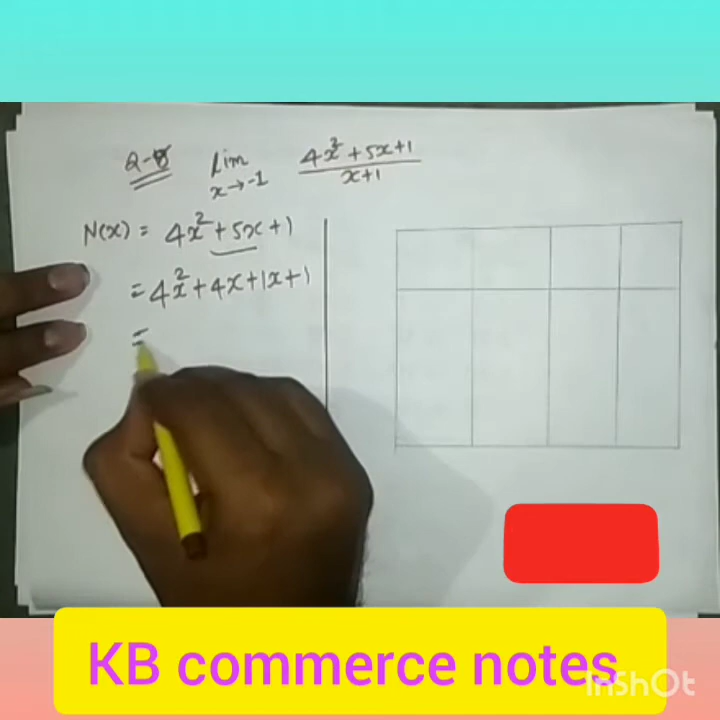 Q-8 lim x→-1 4x²+5x+1 / x+1
N(x) = 4x²+5x+1
= 4x²+4x+1x+1
=
KB commerce notes
InShOt